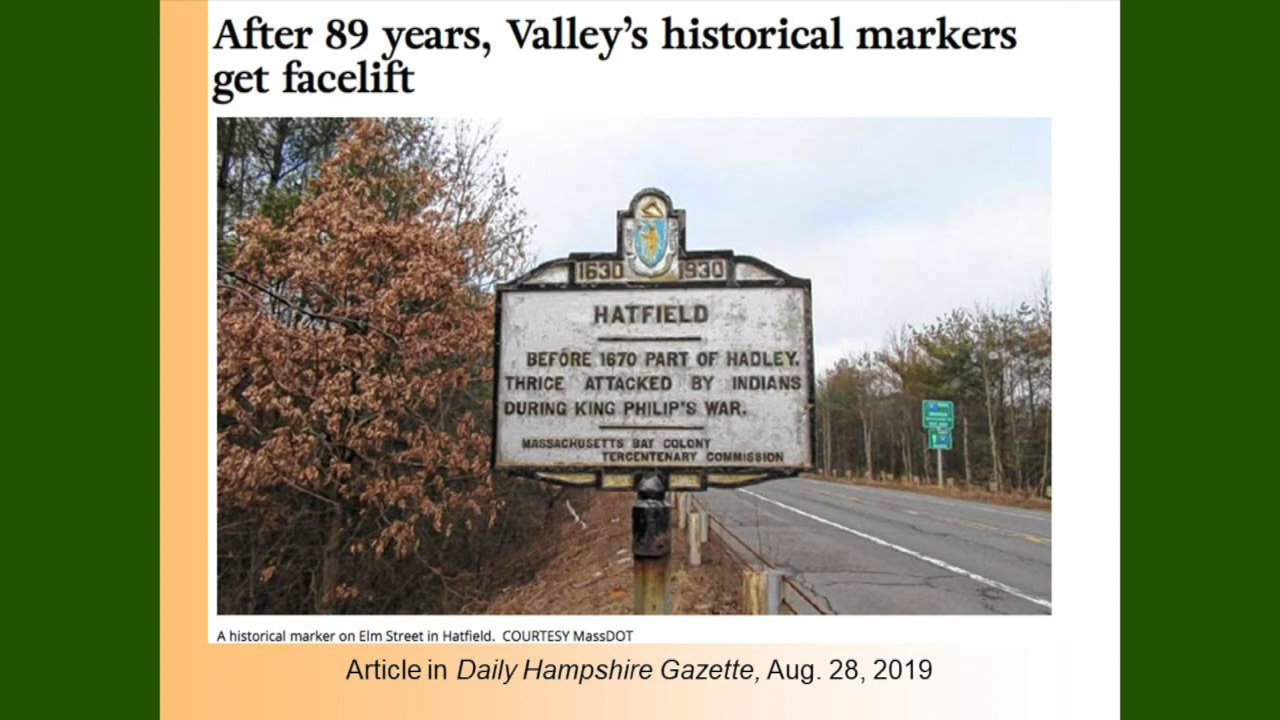 After 89 years, Valley's historical markers
get facelift
1630 1930
HATFIELD
BEFORE 1670 PART OF HADLEY.
THRICE ATTACKED BY INDIANS
DURING KING PHILIP'S WAR.
MASSACHUSETTS BAY COLONY
TERCENTENARY COMMISSION
A historical marker on Elm Street in Hatfield. COURTESY MassDOT
Article in Daily Hampshire Gazette, Aug. 28, 2019